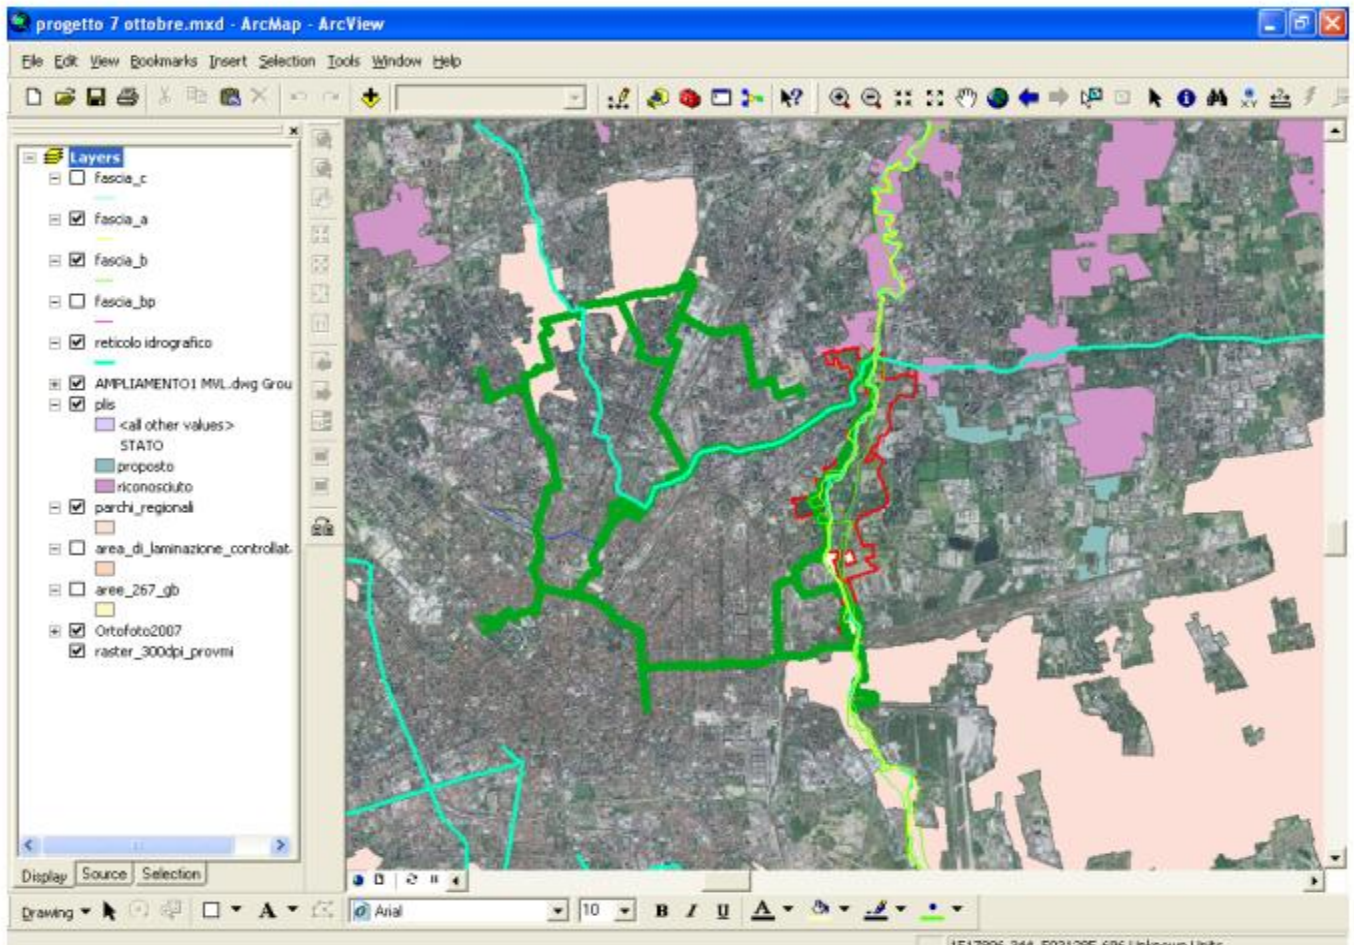 progetto 7 ottobre.mxd - ArcMap - ArcView
File Edit View Bookmarks Insert Selection Tools Window Help
Layers
fascia_c
fascia_a
fascia_b
fascia_bp
reticolo idrografico
AMPLIAMENTO1 MVL.dwg Grou
plis
<all other values>
STATO
proposto
riconosciuto
parchi_regionali
area_di_laminazione_controllat
aree_267_gb
Ortofoto2007
raster_300dpi_provmi
Display Source Selection
Drawing A Arial 10 B I U A
Unknown Units